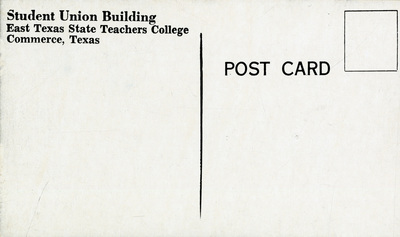 Student Union Building
East Texas State Teachers College
Commerce, Texas
POST CARD